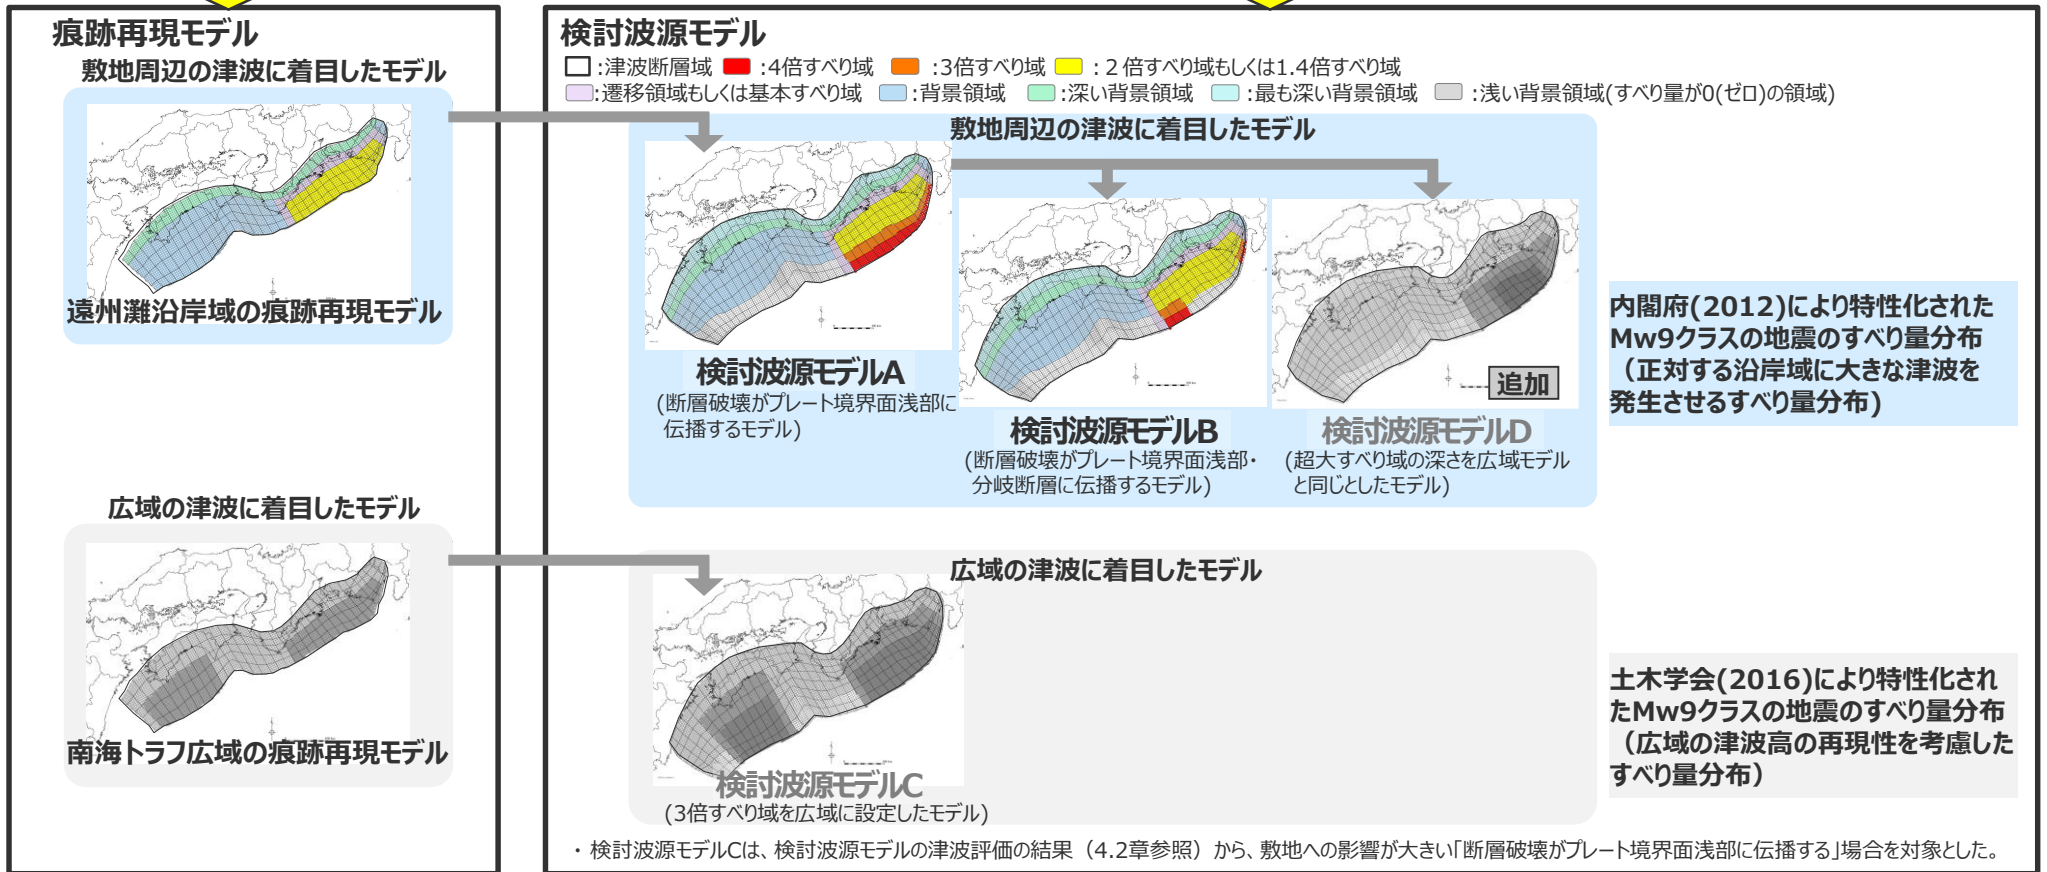 痕跡再現モデル
敷地周辺の津波に着目したモデル
遠州灘沿岸域の痕跡再現モデル
広域の津波に着目したモデル
南海トラフ広域の痕跡再現モデル
検討波源モデル
:津波断層域 :4倍すべり域 :3倍すべり域 :２倍すべり域もしくは1.4倍すべり域
:遷移領域もしくは基本すべり域 :背景領域 :深い背景領域 :最も深い背景領域 :浅い背景領域(すべり量が0(ゼロ)の領域)
敷地周辺の津波に着目したモデル
検討波源モデルA
(断層破壊がプレート境界面浅部に
伝播するモデル)
検討波源モデルB
(断層破壊がプレート境界面浅部・
分岐断層に伝播するモデル)
追加
検討波源モデルD
(超大すべり域の深さを広域モデル
と同じとしたモデル)
内閣府(2012)により特性化された
Mw9クラスの地震のすべり量分布
（正対する沿岸域に大きな津波を
発生させるすべり量分布)
広域の津波に着目したモデル
検討波源モデルC
(3倍すべり域を広域に設定したモデル)
土木学会(2016)により特性化され
たMw9クラスの地震のすべり量分布
（広域の津波高の再現性を考慮した
すべり量分布）
・検討波源モデルCは、検討波源モデルの津波評価の結果（4.2章参照）から、敷地への影響が大きい「断層破壊がプレート境界面浅部に伝播する」場合を対象とした。